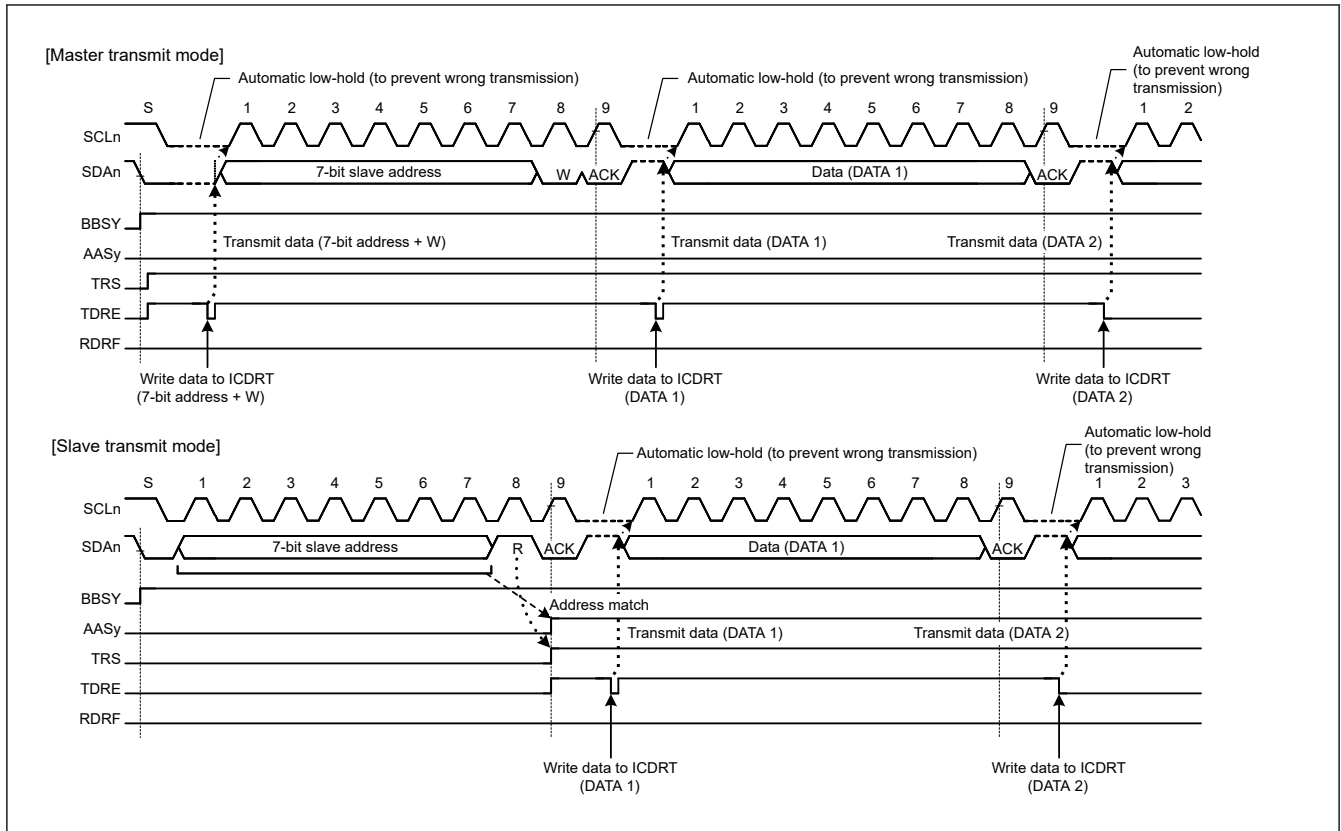 [Master transmit mode]
Automatic low-hold (to prevent wrong transmission)
Automatic low-hold (to prevent wrong transmission)
Automatic low-hold
(to prevent wrong
transmission)
S 1 2 3 4 5 6 7 8 9 1 2 3 4 5 6 7 8 9 1 2
SCLn
SDAn 7-bit slave address W ACK Data (DATA 1) ACK
BBSY
Transmit data (7-bit address + W) Transmit data (DATA 1) Transmit data (DATA 2)
AASy
TRS
TDRE
RDRF
Write data to ICDRT
(7-bit address + W)
Write data to ICDRT
(DATA 1)
Write data to ICDRT
(DATA 2)
[Slave transmit mode]
Automatic low-hold (to prevent wrong transmission)
Automatic low-hold
(to prevent wrong
transmission)
S 1 2 3 4 5 6 7 8 9 1 2 3 4 5 6 7 8 9 1 2 3
SCLn
SDAn 7-bit slave address R ACK Data (DATA 1) ACK
BBSY
Address match
AASy
Transmit data (DATA 1) Transmit data (DATA 2)
TRS
TDRE
RDRF
Write data to ICDRT
(DATA 1)
Write data to ICDRT
(DATA 2)